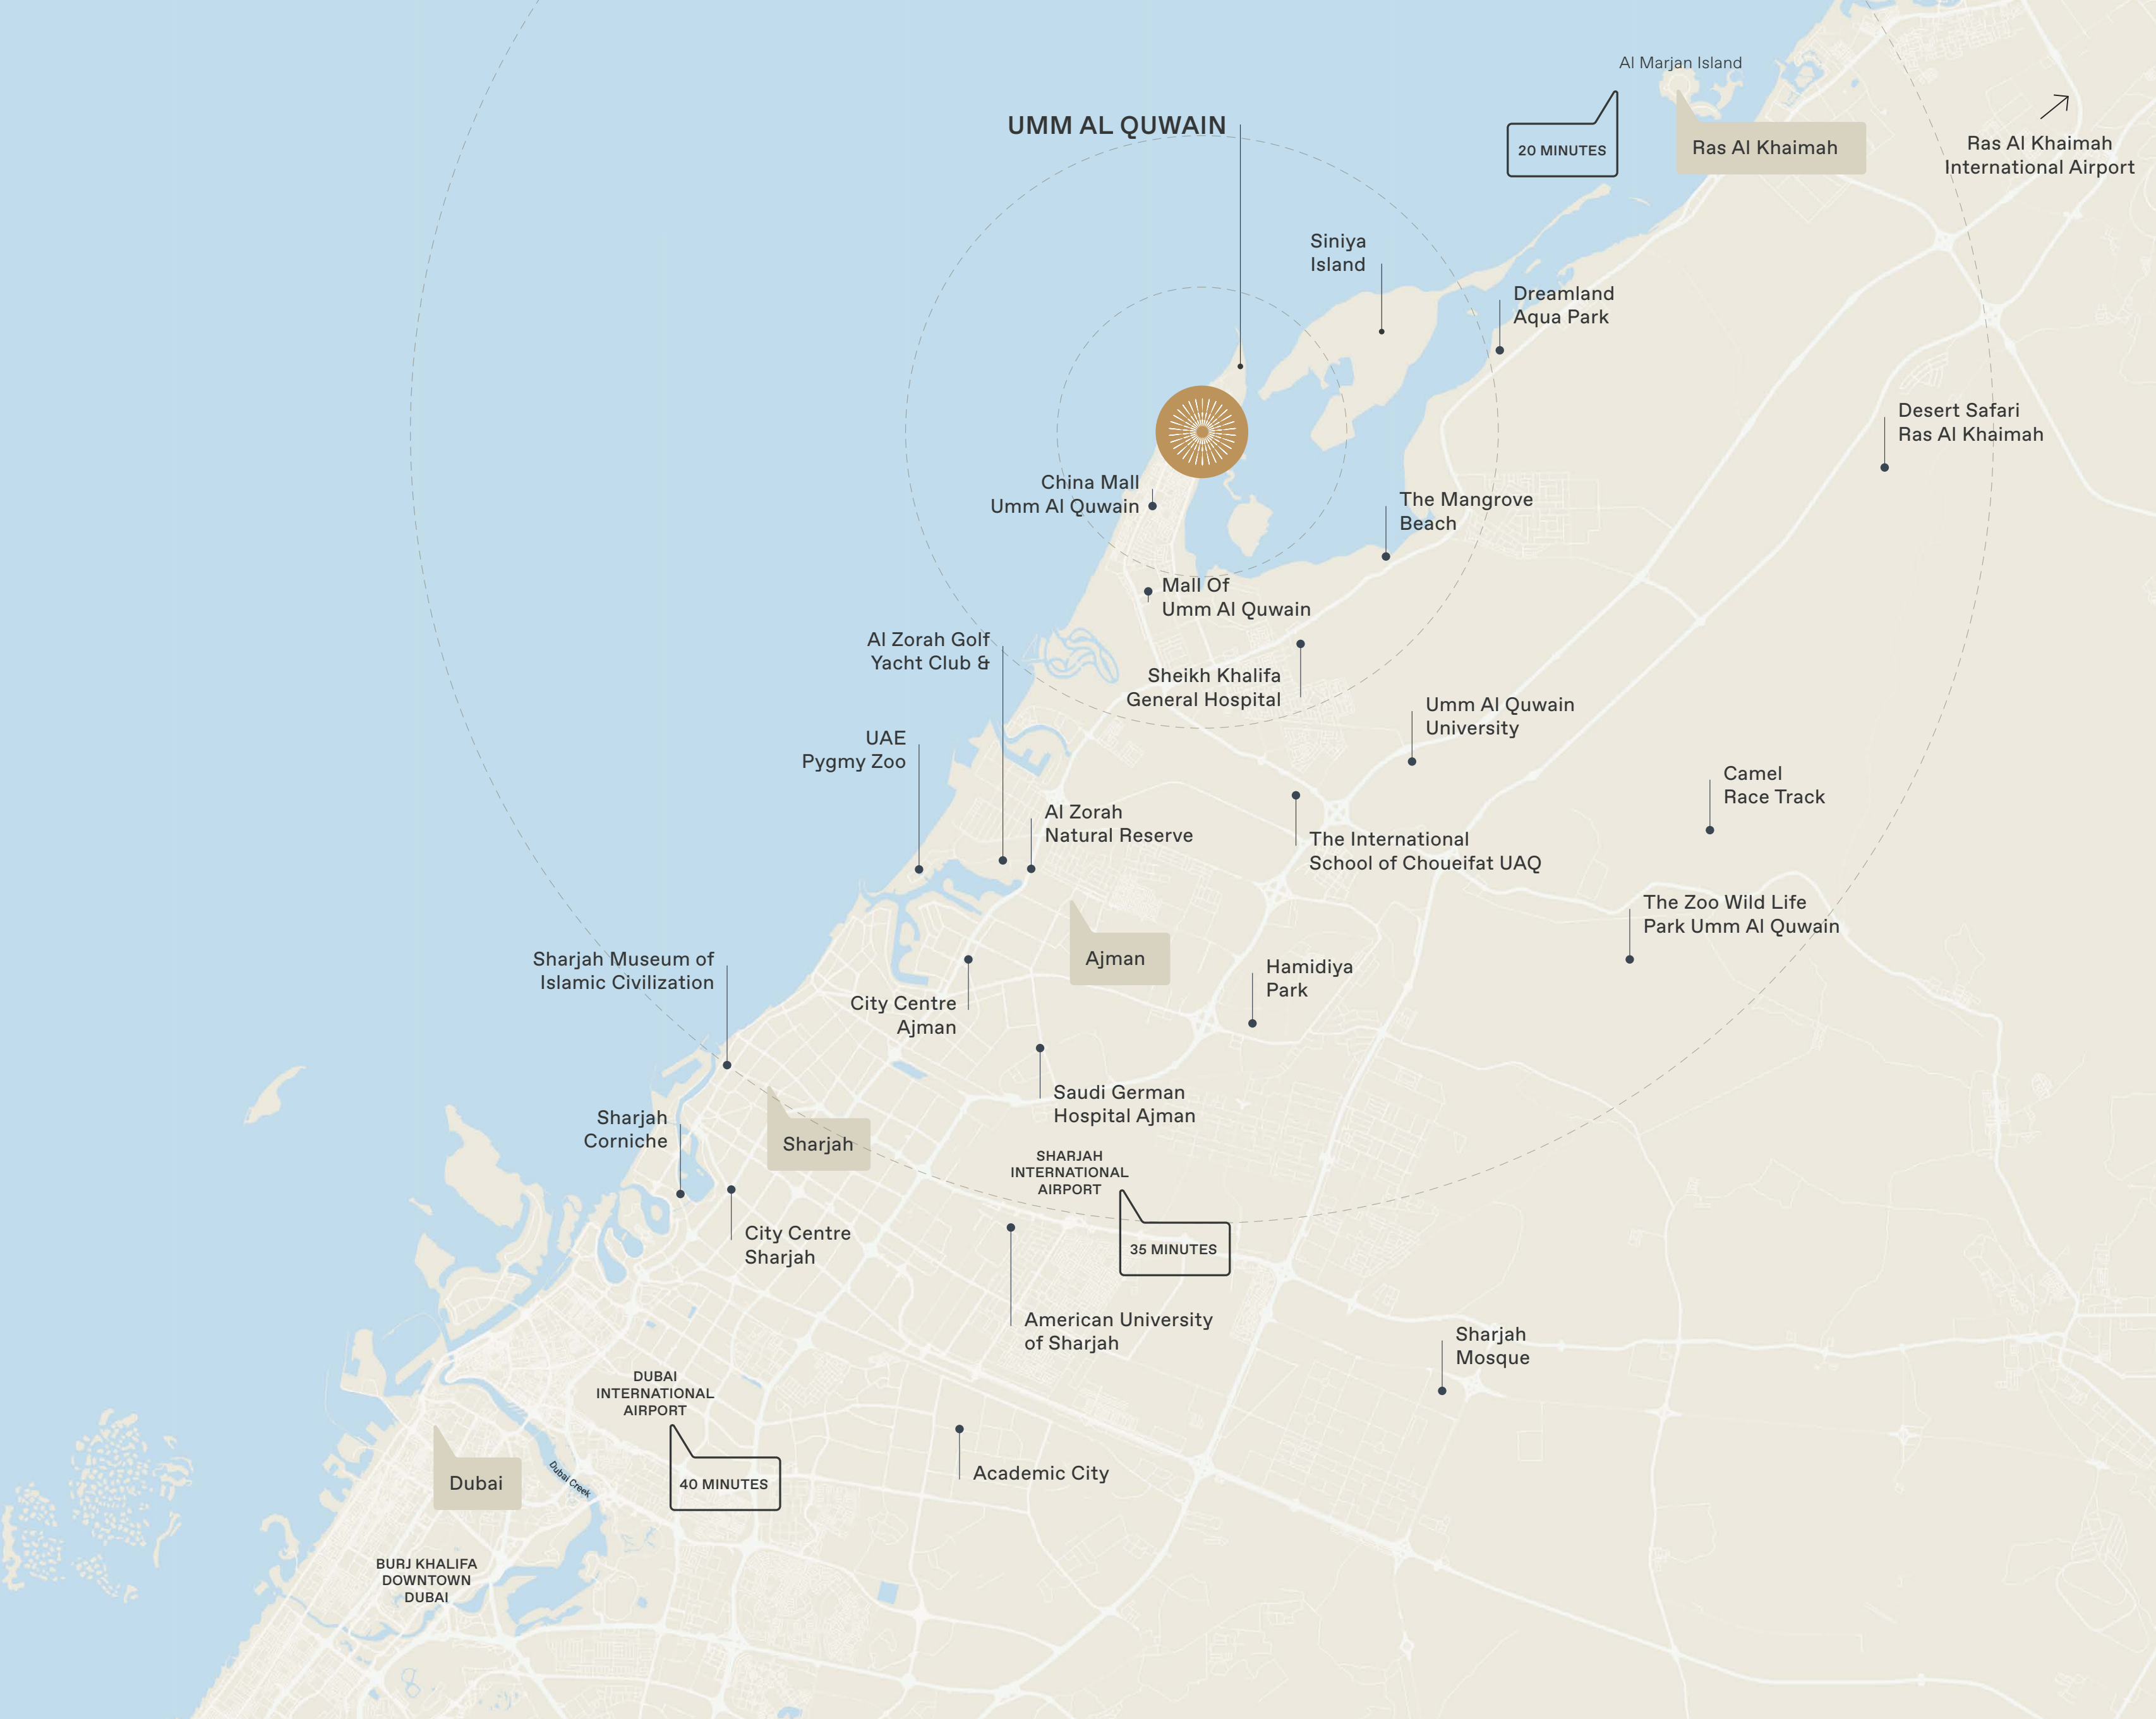 Al Marjan Island
UMM AL QUWAIN
20 MINUTES
Ras Al Khaimah
Ras Al Khaimah
International Airport
Siniya
Island
Dreamland
Aqua Park
Desert Safari
Ras Al Khaimah
China Mall
Umm Al Quwain
The Mangrove
Beach
Mall Of
Umm Al Quwain
Al Zorah Golf
Yacht Club &
Sheikh Khalifa
General Hospital
Umm Al Quwain
University
UAE
Pygmy Zoo
Camel
Race Track
Al Zorah
Natural Reserve
The International
School of Choueifat UAQ
The Zoo Wild Life
Park Umm Al Quwain
Ajman
Sharjah Museum of
Islamic Civilization
Hamidiya
Park
City Centre
Ajman
Saudi German
Hospital Ajman
Sharjah
Corniche
Sharjah
SHARJAH
INTERNATIONAL
AIRPORT
35 MINUTES
City Centre
Sharjah
American University
of Sharjah
Sharjah
Mosque
DUBAI
INTERNATIONAL
AIRPORT
40 MINUTES
Dubai
Dubai Creek
Academic City
BURJ KHALIFA
DOWNTOWN
DUBAI